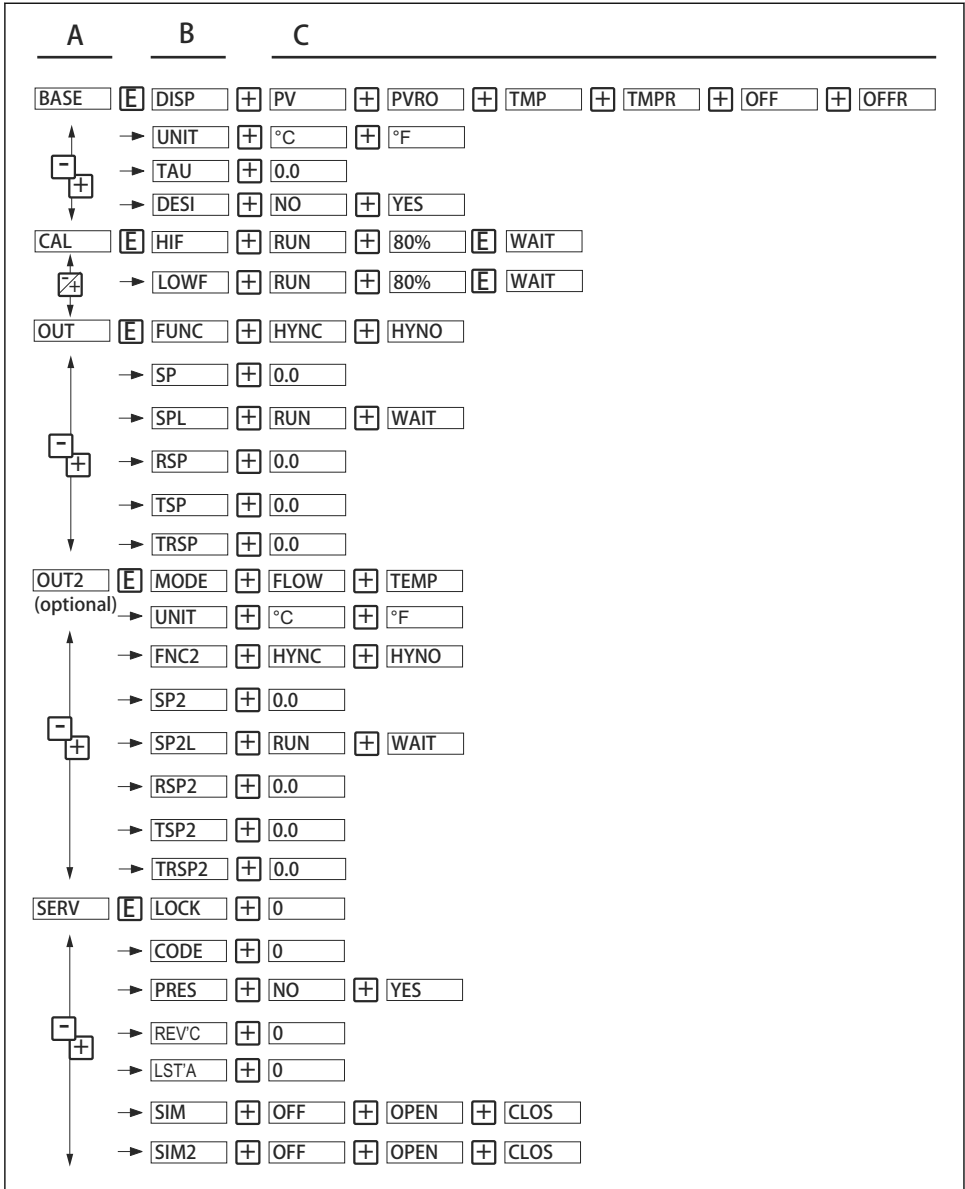 A B C
BASE E DISP + PV + PVRO + TMP + TMPR + OFF + OFFR
UNIT + °C + °F
-
TAU + 0.0
+
DESI + NO + YES
CAL E HIF + RUN + 80% E WAIT
-/+ LOWF + RUN + 80% E WAIT
OUT E FUNC + HYNC + HYNO
SP + 0.0
SPL + RUN + WAIT
-
+
RSP + 0.0
TSP + 0.0
TRSP + 0.0
OUT2 E MODE + FLOW + TEMP
(optional)
UNIT + °C + °F
FNC2 + HYNC + HYNO
SP2 + 0.0
-
+
SP2L + RUN + WAIT
RSP2 + 0.0
TSP2 + 0.0
TRSP2 + 0.0
SERV E LOCK + 0
CODE + 0
PRES + NO + YES
-
+
REV'C + 0
LST'A + 0
SIM + OFF + OPEN + CLOS
SIM2 + OFF + OPEN + CLOS